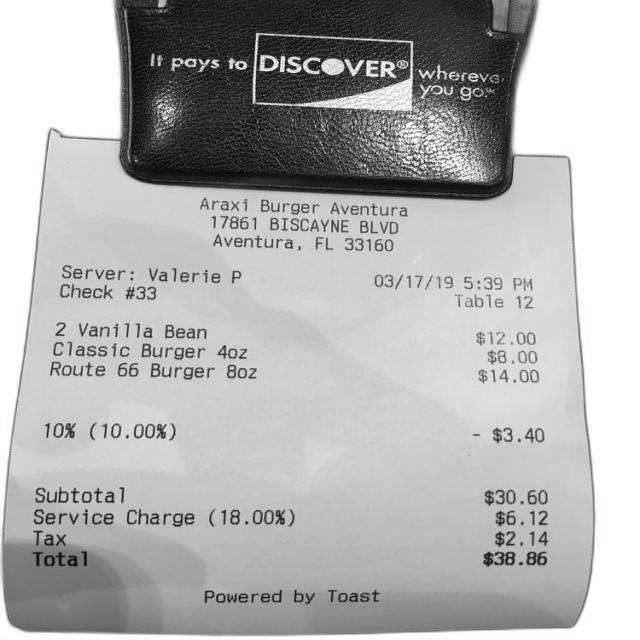 It pays to DISCOVER® wherever you go.℠
Araxi Burger Aventura
17861 BISCAYNE BLVD
Aventura, FL 33160
Server: Valerie P 03/17/19 5:39 PM
Check #33 Table 12
2 Vanilla Bean $12.00
Classic Burger 4oz $8.00
Route 66 Burger 8oz $14.00
10% (10.00%) - $3.40
Subtotal $30.60
Service Charge (18.00%) $6.12
Tax $2.14
Total $38.86
Powered by Toast